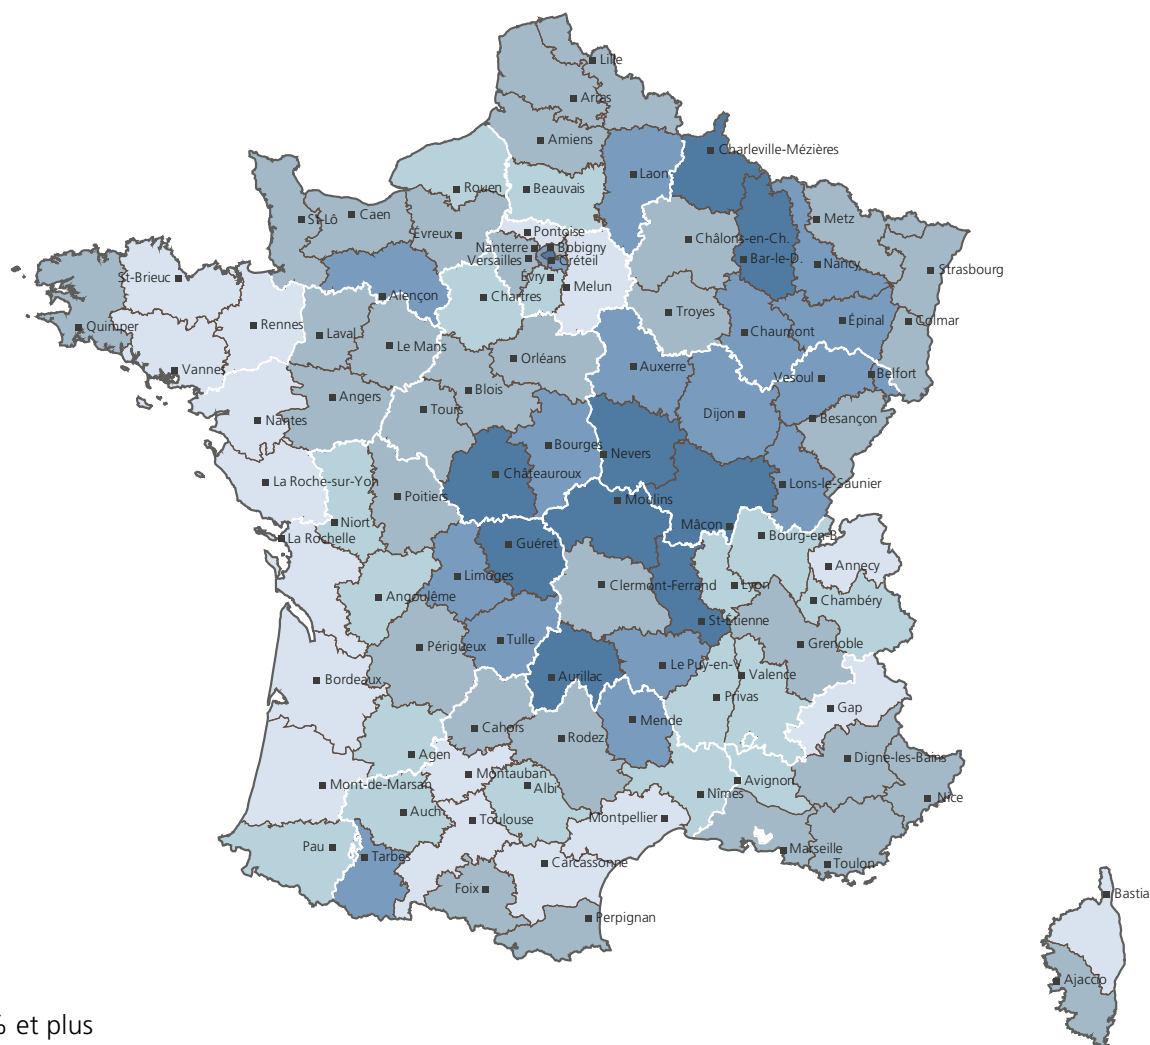 Lille
Arras
Amiens
Charleville-Mézières
Laon
Rouen
Beauvais
Metz
St-Lô
Caen
Évreux
Pontoise
Châlons-en-Ch.
Nanterre
Bobigny
Bar-le-D.
Nancy
Versailles
Créteil
Strasbourg
St-Brieuc
Évry
Melun
Alençon
Chartres
Troyes
Épinal
Colmar
Quimper
Rennes
Laval
Chaumont
Le Mans
Orléans
Auxerre
Vannes
Vesoul
Belfort
Blois
Angers
Tours
Dijon
Besançon
Nantes
Bourges
Nevers
Châteauroux
La Roche-sur-Yon
Lons-le-Saunier
Poitiers
Moulins
Niort
Mâcon
Bourg-en-B.
La Rochelle
Guéret
Annecy
Limoges
Clermont-Ferrand
Lyon
Angoulême
Chambéry
St-Étienne
Tulle
Périgueux
Grenoble
Le Puy-en-V.
Valence
Bordeaux
Aurillac
Privas
Gap
Mende
Cahors
Rodez
Agen
Digne-les-Bains
Montauban
Avignon
Mont-de-Marsan
Albi
Nîmes
Nice
Auch
Toulouse
Montpellier
Pau
Marseille
Tarbes
Carcassonne
Toulon
Foix
Bastia
Perpignan
Ajaccio
% et plus